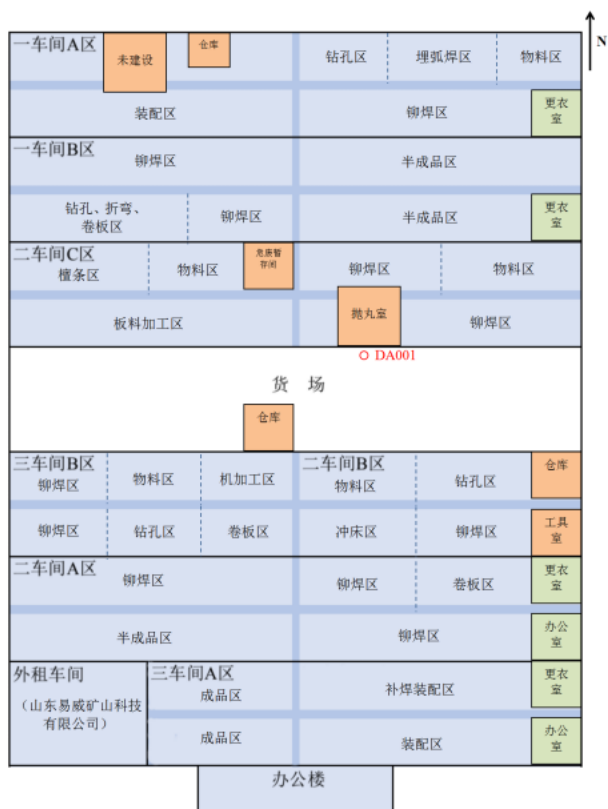 N
一车间A区
未建设
仓库
钻孔区
埋弧焊区
物料区
装配区
铆焊区
更衣
室
一车间B区
铆焊区
半成品区
钻孔、折弯、
卷板区
铆焊区
半成品区
更衣
室
二车间C区
檀条区
物料区
危废暂
存间
铆焊区
物料区
板料加工区
抛丸室
铆焊区
DA001
货 场
仓库
三车间B区
铆焊区
物料区
机加工区
二车间B区
物料区
钻孔区
仓库
铆焊区
钻孔区
卷板区
冲床区
铆焊区
工具
室
二车间A区
铆焊区
铆焊区
卷板区
更衣
室
半成品区
铆焊区
办公
室
外租车间
（山东易威矿山科技
有限公司）
三车间A区
成品区
补焊装配区
更衣
室
成品区
装配区
办公
室
办公楼